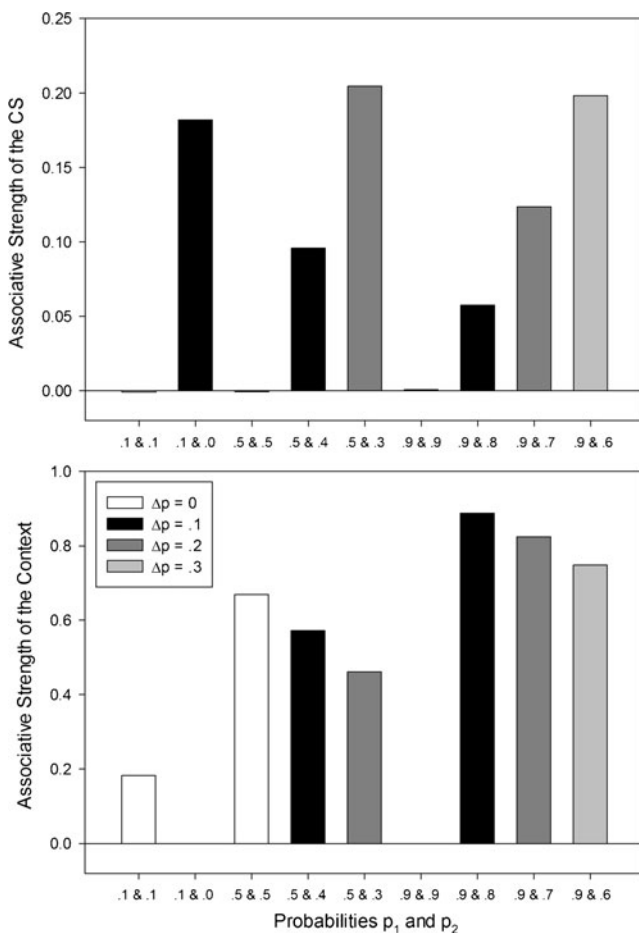 0.25
0.20
0.15
0.10
0.05
0.00
Associative Strength of the CS
.1 & .1 .1 & .0 .5 & .5 .5 & .4 .5 & .3 .9 & .9 .9 & .8 .9 & .7 .9 & .6
1.0
0.8
0.6
0.4
0.2
0.0
Associative Strength of the Context
Δp = 0
Δp = .1
Δp = .2
Δp = .3
.1 & .1 .1 & .0 .5 & .5 .5 & .4 .5 & .3 .9 & .9 .9 & .8 .9 & .7 .9 & .6
Probabilities p₁ and p₂